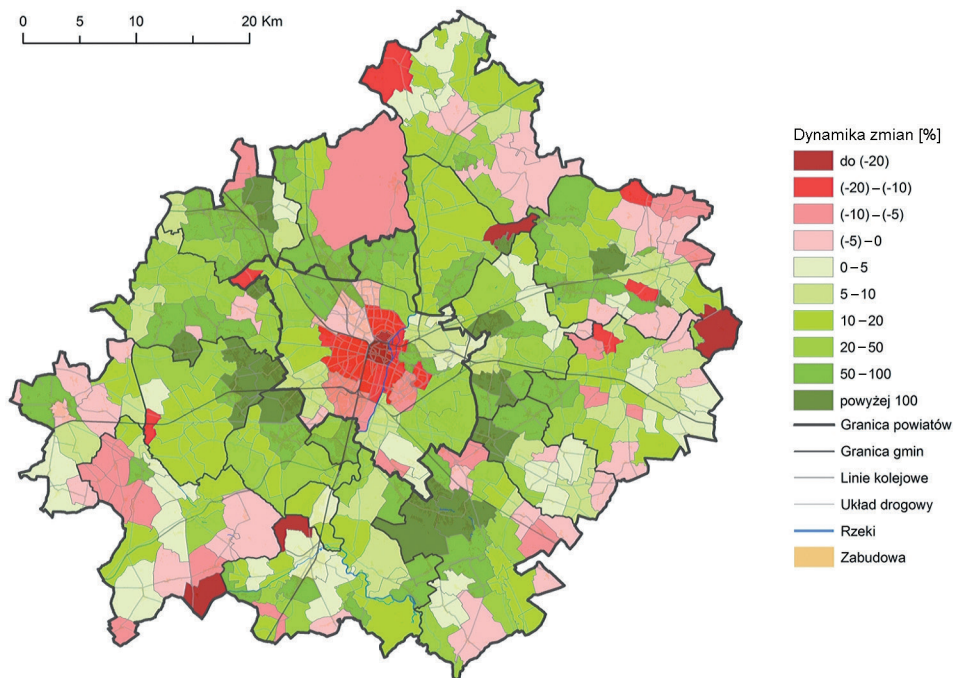 0 5 10 20 Km
Dynamika zmian [%]
do (-20)
(-20) – (-10)
(-10) – (-5)
(-5) – 0
0 – 5
5 – 10
10 – 20
20 – 50
50 – 100
powyżej 100
Granica powiatów
Granica gmin
Linie kolejowe
Układ drogowy
Rzeki
Zabudowa